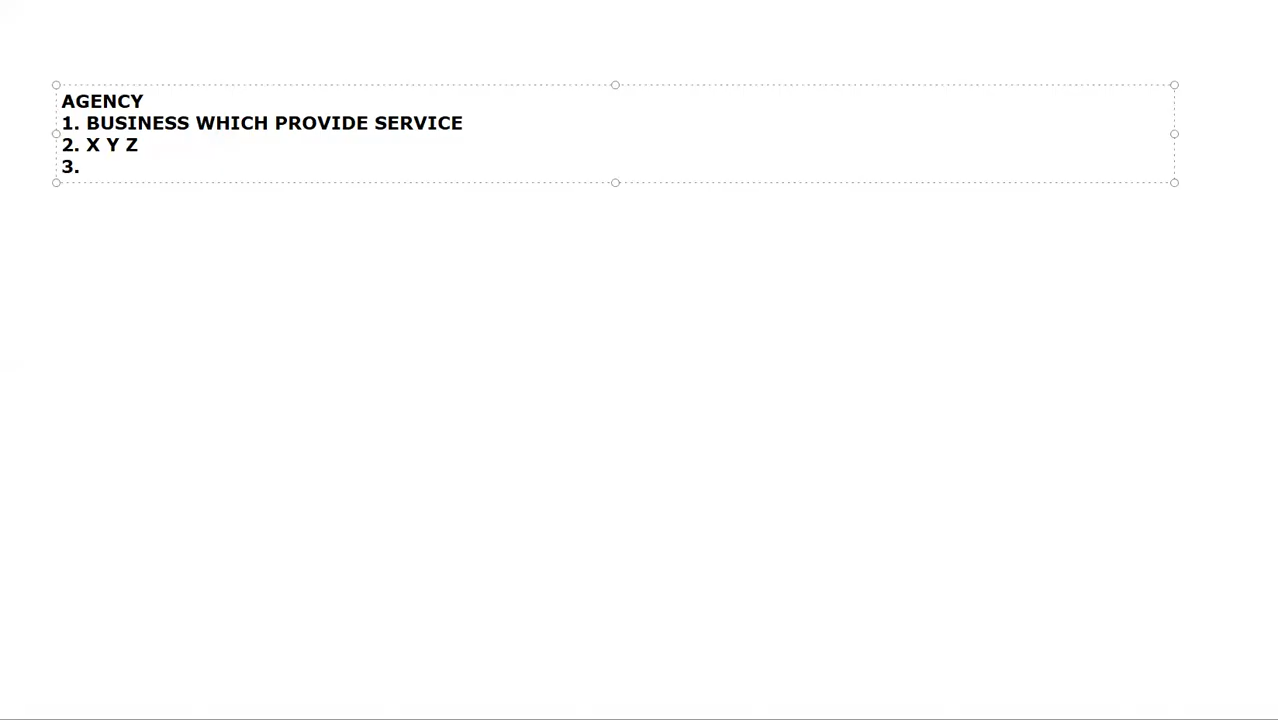 AGENCY
1. BUSINESS WHICH PROVIDE SERVICE
2. X Y Z
3.